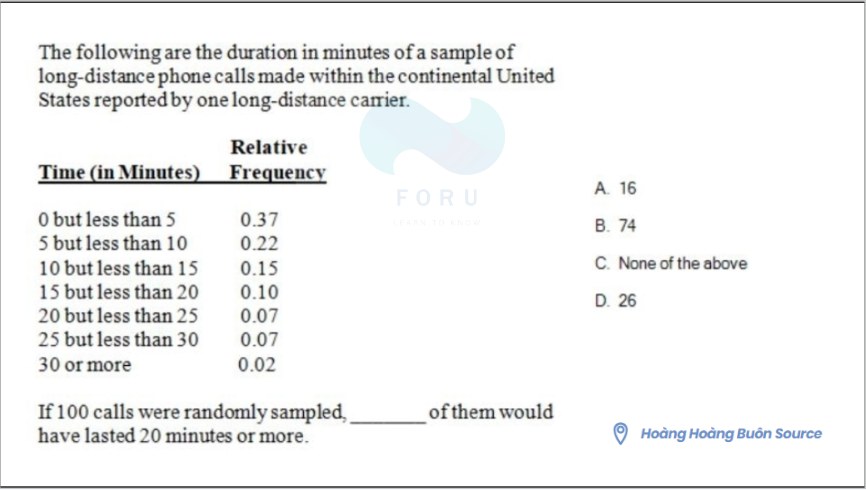 The following are the duration in minutes of a sample of
long-distance phone calls made within the continental United
States reported by one long-distance carrier.
Relative
Time (in Minutes) Frequency
0 but less than 5 0.37
5 but less than 10 0.22
10 but less than 15 0.15
15 but less than 20 0.10
20 but less than 25 0.07
25 but less than 30 0.07
30 or more 0.02
If 100 calls were randomly sampled, _______ of them would
have lasted 20 minutes or more.
FORU
A. 16
B. 74
C. None of the above
D. 26
Hoàng Hoàng Buôn Source